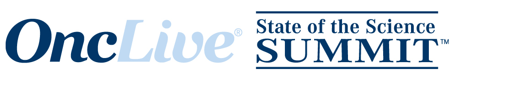 OncLive®
State of the Science
SUMMIT™